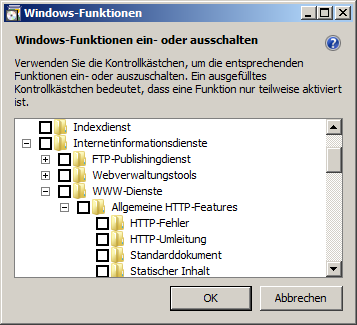 Windows-Funktionen
Windows-Funktionen ein- oder ausschalten
Verwenden Sie die Kontrollkästchen, um die entsprechenden
Funktionen ein- oder auszuschalten. Ein ausgefülltes
Kontrollkästchen bedeutet, dass eine Funktion nur teilweise aktiviert
ist.
Indexdienst
Internetinformationsdienste
FTP-Publishingdienst
Webverwaltungstools
WWW-Dienste
Allgemeine HTTP-Features
HTTP-Fehler
HTTP-Umleitung
Standarddokument
Statischer Inhalt
OK
Abbrechen